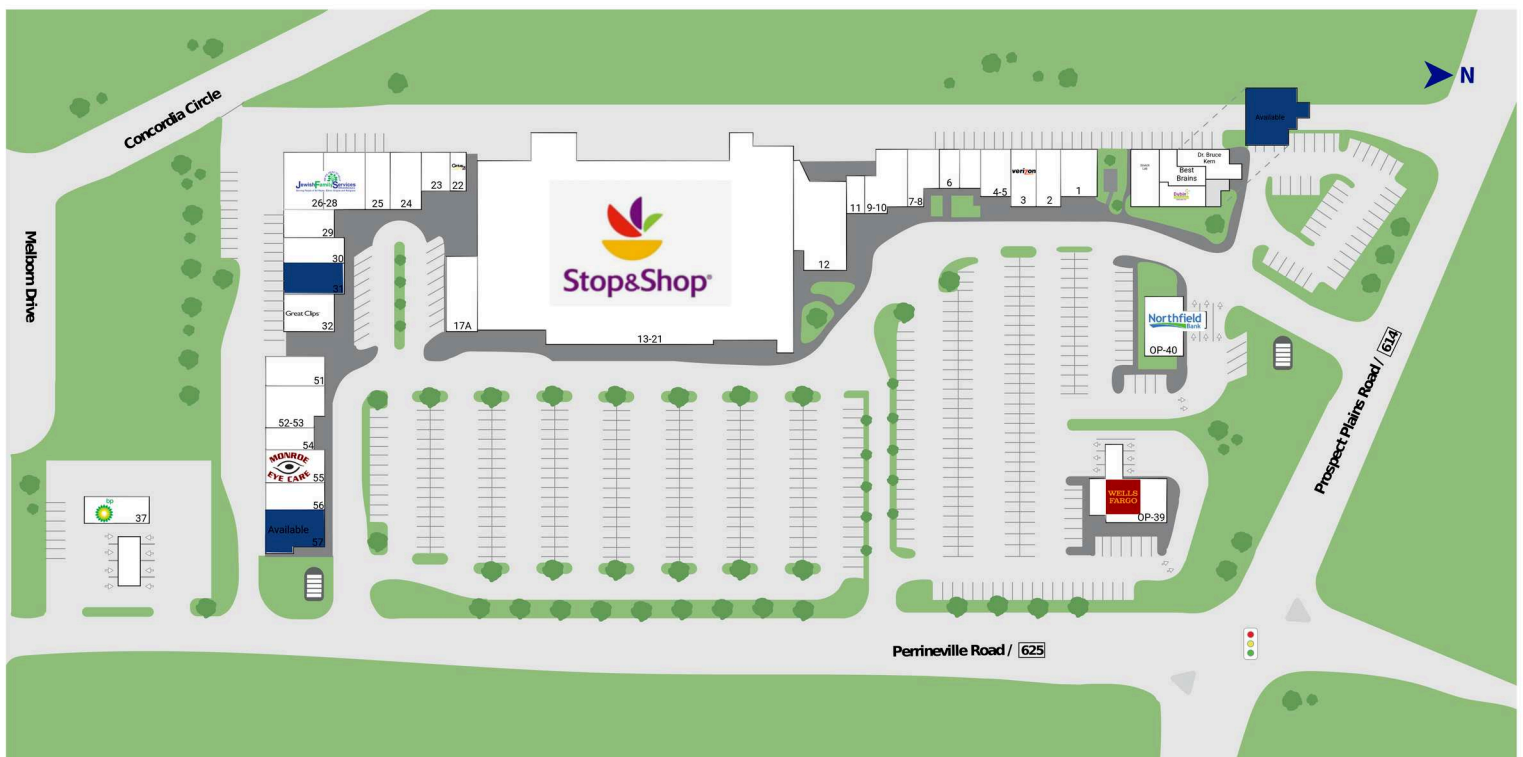 N
Concordia Circle
Melborn Drive
Available
Dr. Bruce
Kern
Best
Brains
Jewish Family Services
26-28
25
24
23
22
29
30
31
Great Clips
32
17A
Stop&Shop
13-21
12
11
9-10
7-8
6
4-5
verizon
3
2
1
Northfield
Bank
OP-40
51
52-53
54
MONROE
EYE CARE
55
56
Available
57
bp
37
WELLS
FARGO
OP-39
Prospect Plains Road / 614
Perrineville Road / 625